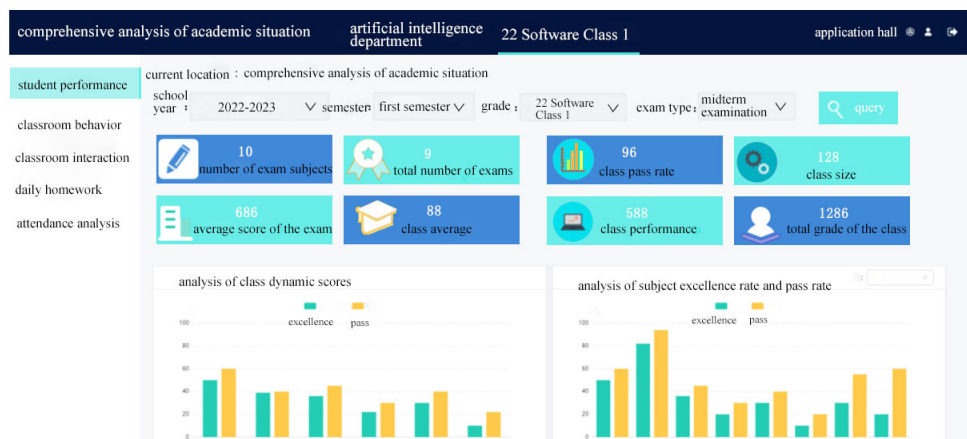 comprehensive analysis of academic situation
artificial intelligence
department
22 Software Class 1
application hall
student performance
classroom behavior
classroom interaction
daily homework
attendance analysis
current location : comprehensive analysis of academic situation
school
year :
2022-2023
semester:
first semester
grade :
22 Software
Class 1
exam type:
midterm
examination
query
10
number of exam subjects
9
total number of exams
96
class pass rate
128
class size
686
average score of the exam
88
class average
588
class performance
1286
total grade of the class
analysis of class dynamic scores
excellence
pass
100
80
60
40
20
0
analysis of subject excellence rate and pass rate
:
excellence
pass
100
80
60
40
20
0